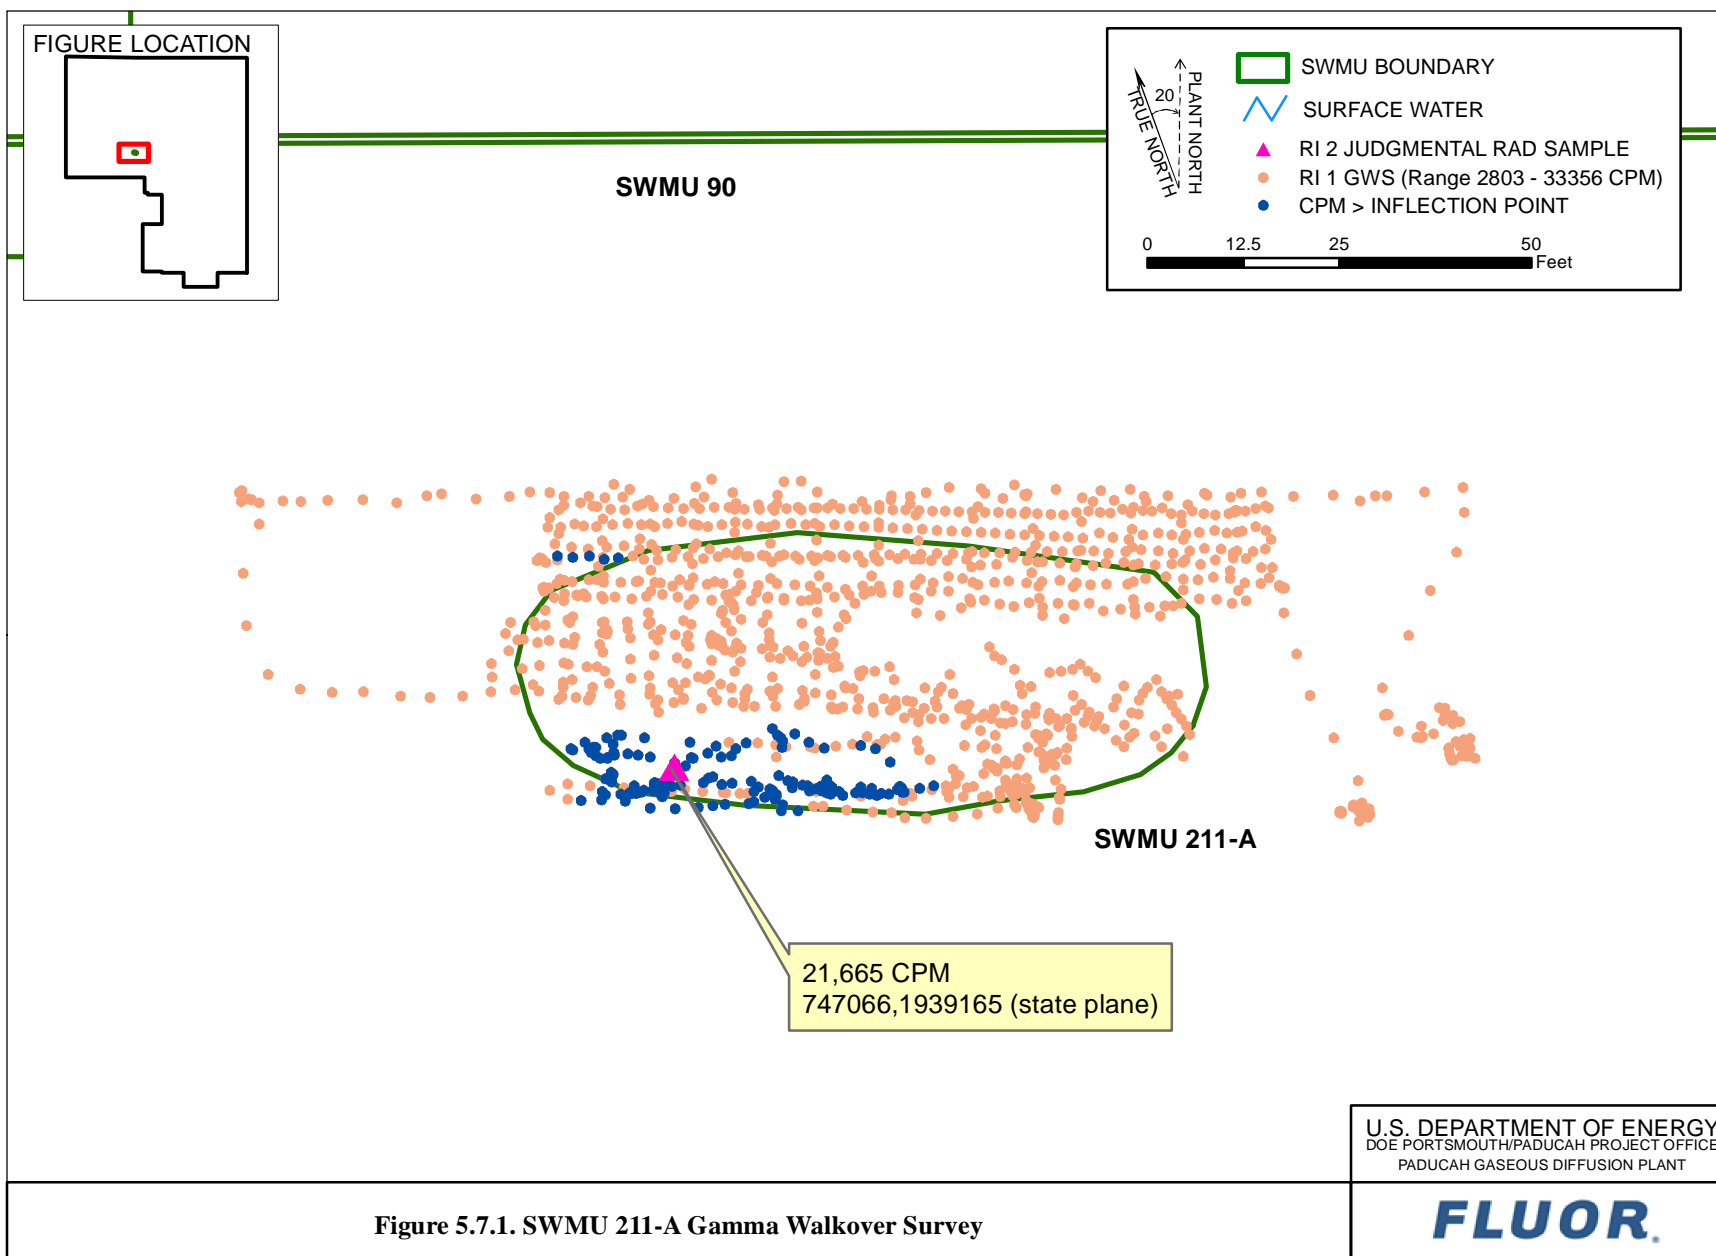 FIGURE LOCATION
SWMU 90
TRUE NORTH
20
PLANT NORTH
SWMU BOUNDARY
SURFACE WATER
RI 2 JUDGMENTAL RAD SAMPLE
RI 1 GWS (Range 2803 - 33356 CPM)
CPM > INFLECTION POINT
0 12.5 25 50
Feet
SWMU 211-A
21,665 CPM
747066,1939165 (state plane)
U.S. DEPARTMENT OF ENERGY
DOE PORTSMOUTH/PADUCAH PROJECT OFFICE
PADUCAH GASEOUS DIFFUSION PLANT
Figure 5.7.1. SWMU 211-A Gamma Walkover Survey
FLUOR®